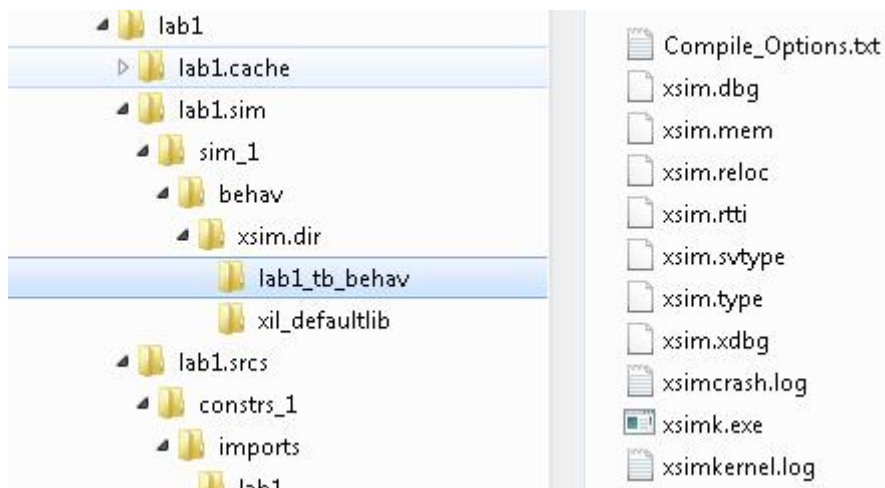 lab1
lab1.cache
lab1.sim
sim_1
behav
xsim.dir
lab1_tb_behav
xil_defaultlib
lab1.srcs
constrs_1
imports
lab1
Compile_Options.txt
xsim.dbg
xsim.mem
xsim.reloc
xsim.rtti
xsim.svtype
xsim.type
xsim.xdbg
xsimcrash.log
xsimk.exe
xsimkernel.log